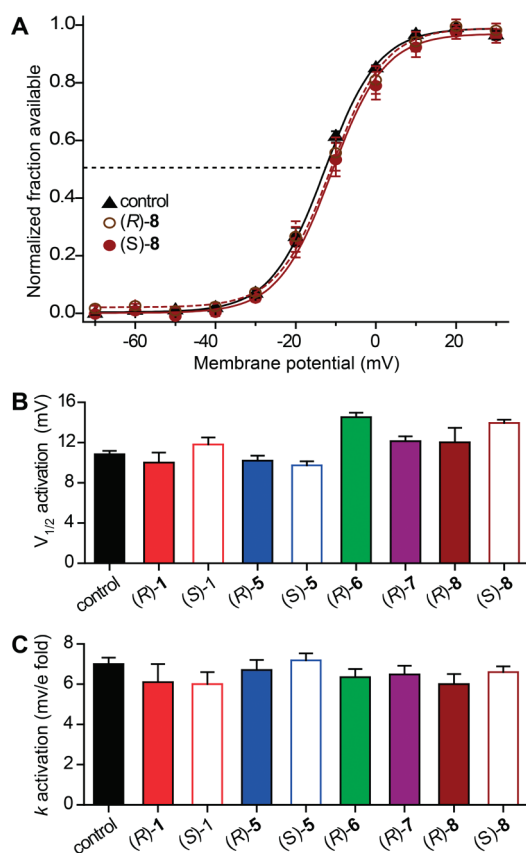 A
Normalized fraction available
1.0
0.8
0.6
0.4
0.2
0.0
control
(R)-8
(S)-8
-60
-40
-20
0
20
Membrane potential (mV)
B
V1/2 activation (mV)
16
12
8
4
0
control
(R)-1
(S)-1
(R)-5
(S)-5
(R)-6
(R)-7
(R)-8
(S)-8
C
k activation (mv/e fold)
8
6
4
2
0
control
(R)-1
(S)-1
(R)-5
(S)-5
(R)-6
(R)-7
(R)-8
(S)-8